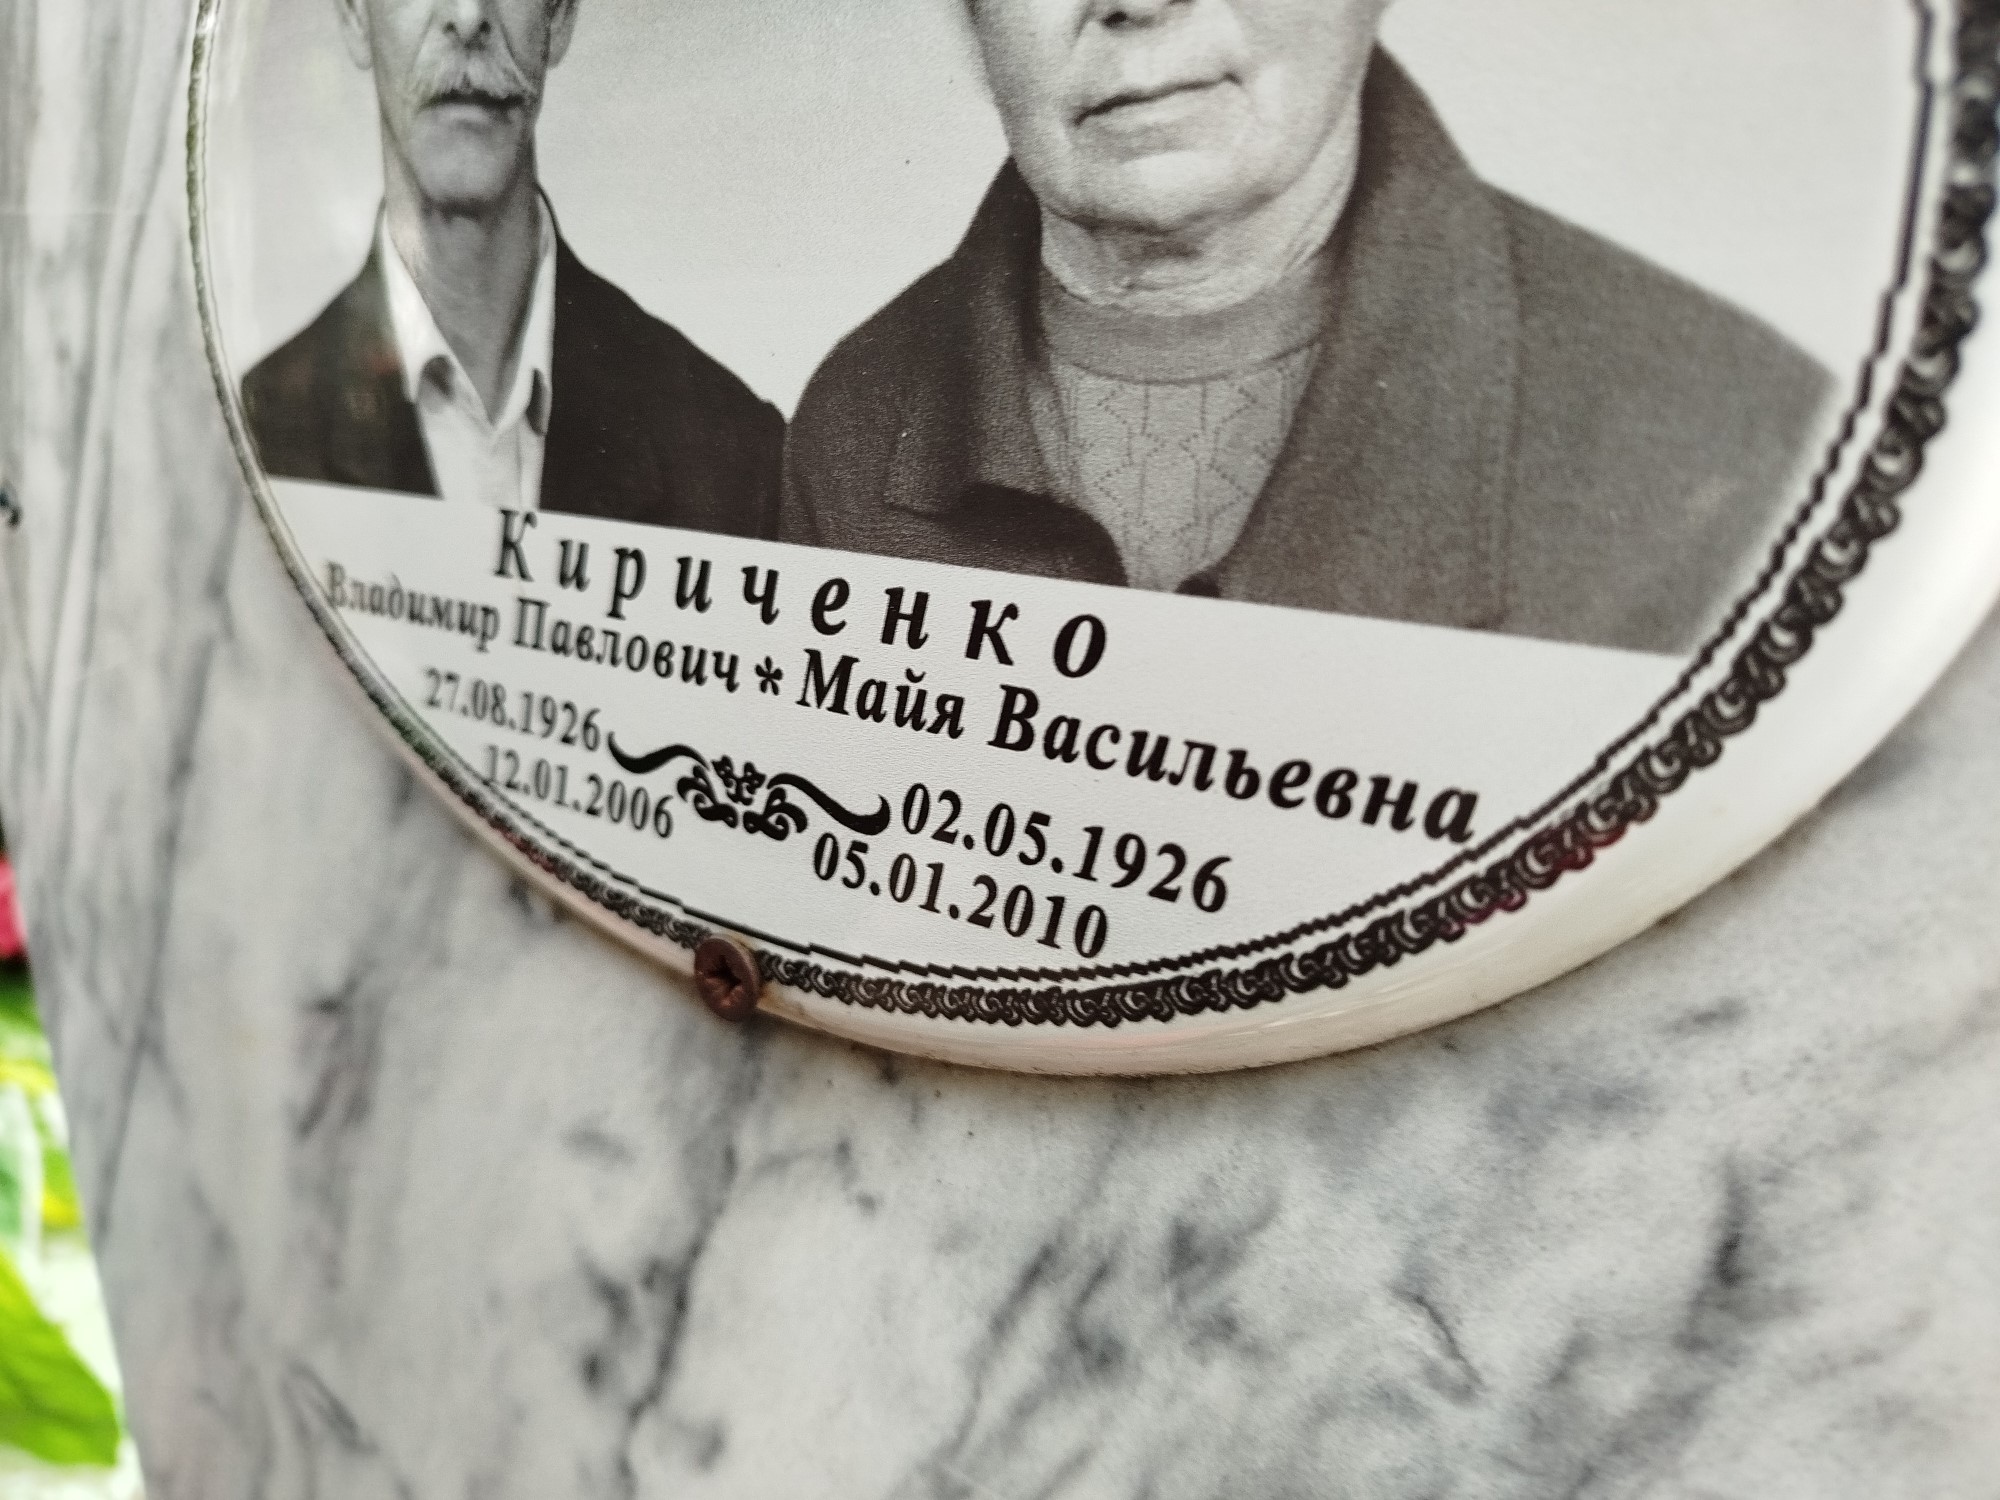 Кириченко
Владимир Павлович * Майя Васильевна
27.08.1926 02.05.1926
12.01.2006 05.01.2010